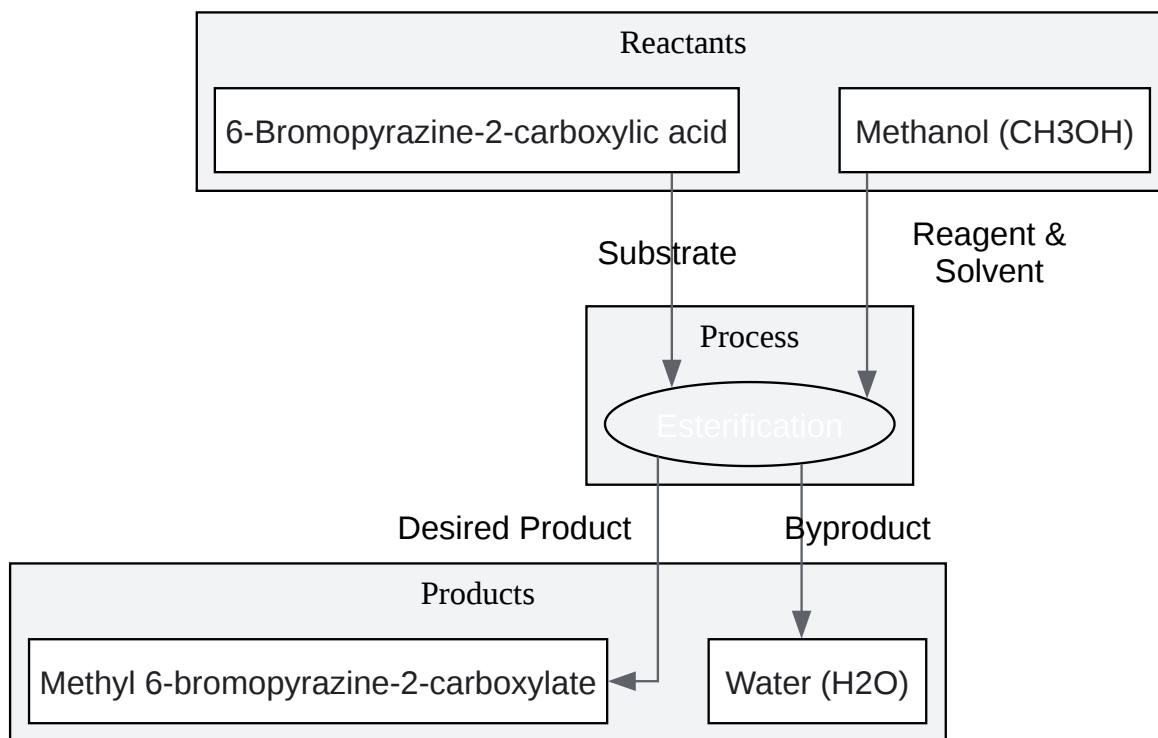 Reactants
6-Bromopyrazine-2-carboxylic acid
Methanol (CH3OH)
Substrate
Reagent &
Solvent
Process
Esterification
Desired Product
Byproduct
Products
Methyl 6-bromopyrazine-2-carboxylate
Water (H2O)